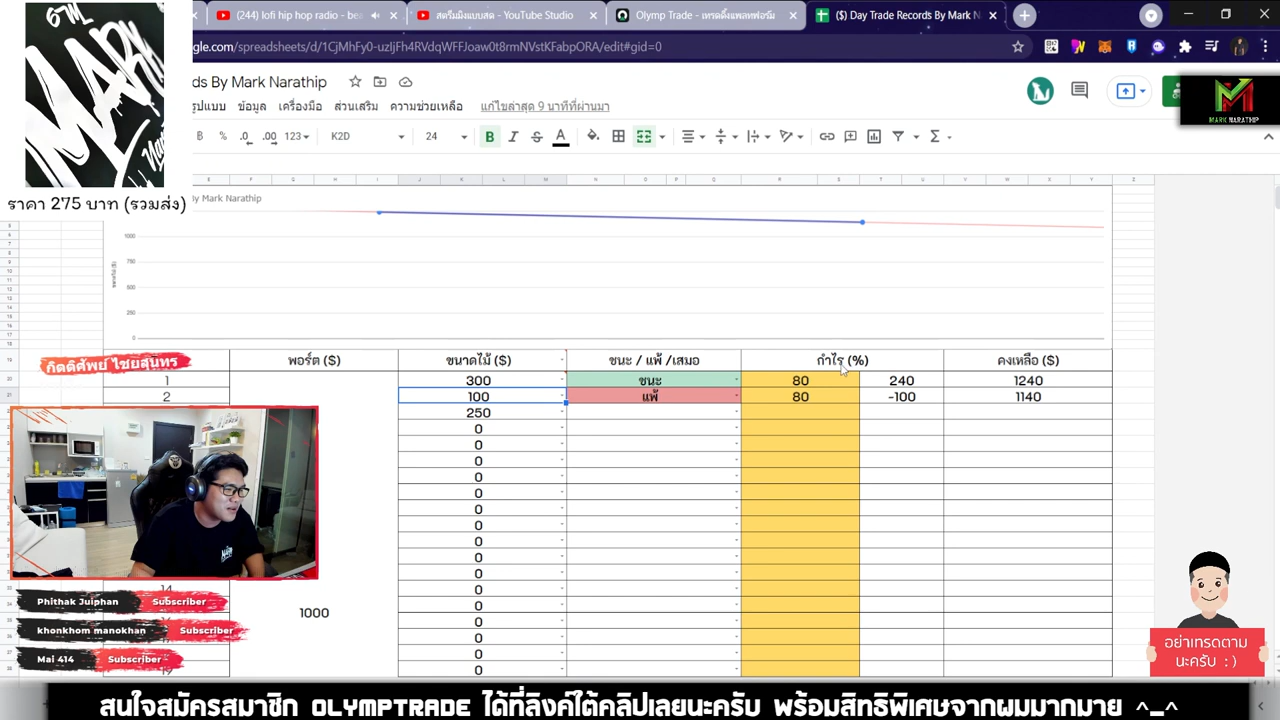 (244) lofi hip hop radio - bea
สตรีมมิงแบบสด - YouTube Studio
Olymp Trade - เทรดดิ้งแพลทฟอร์ม
($) Day Trade Records By Mark N
gle.com/spreadsheets/d/1CjMhFy0-uzIjFh4RVdqWFFJoaw0t8rmNVstKFabpORA/edit#gid=0
ds By Mark Narathip
รูปแบบ ข้อมูล เครื่องมือ ส่วนเสริม ความช่วยเหลือ แก้ไขล่าสุด 9 นาทีที่ผ่านมา
MARK NARATHIP
% .0 .00 123 K2D 24 B I S A
ราคา 275 บาท (รวมส่ง)
By Mark Narathip
1000
750
500
250
0
พอร์ต ($) ขนาดไม้ ($) ชนะ / แพ้ /เสมอ กำไร (%) คงเหลือ ($)
กิตติศัพย์ ไชยสุนทร
1 300 ชนะ 80 240 1240
2 100 แพ้ 80 -100 1140
250
0
0
0
0
0
0
0
0
0
0
14 0
0
1000
0
0
0
19 0
Phithak Juiphan Subscriber
khonkhom manokhan Subscriber
Mai 414 Subscriber
อย่าเทรดตาม
นะครับ : )
สนใจสมัครสมาชิก OLYMPTRADE ได้ที่ลิงค์ใต้คลิปเลยนะครับ พร้อมสิทธิพิเศษจากผมมากมาย ^_^